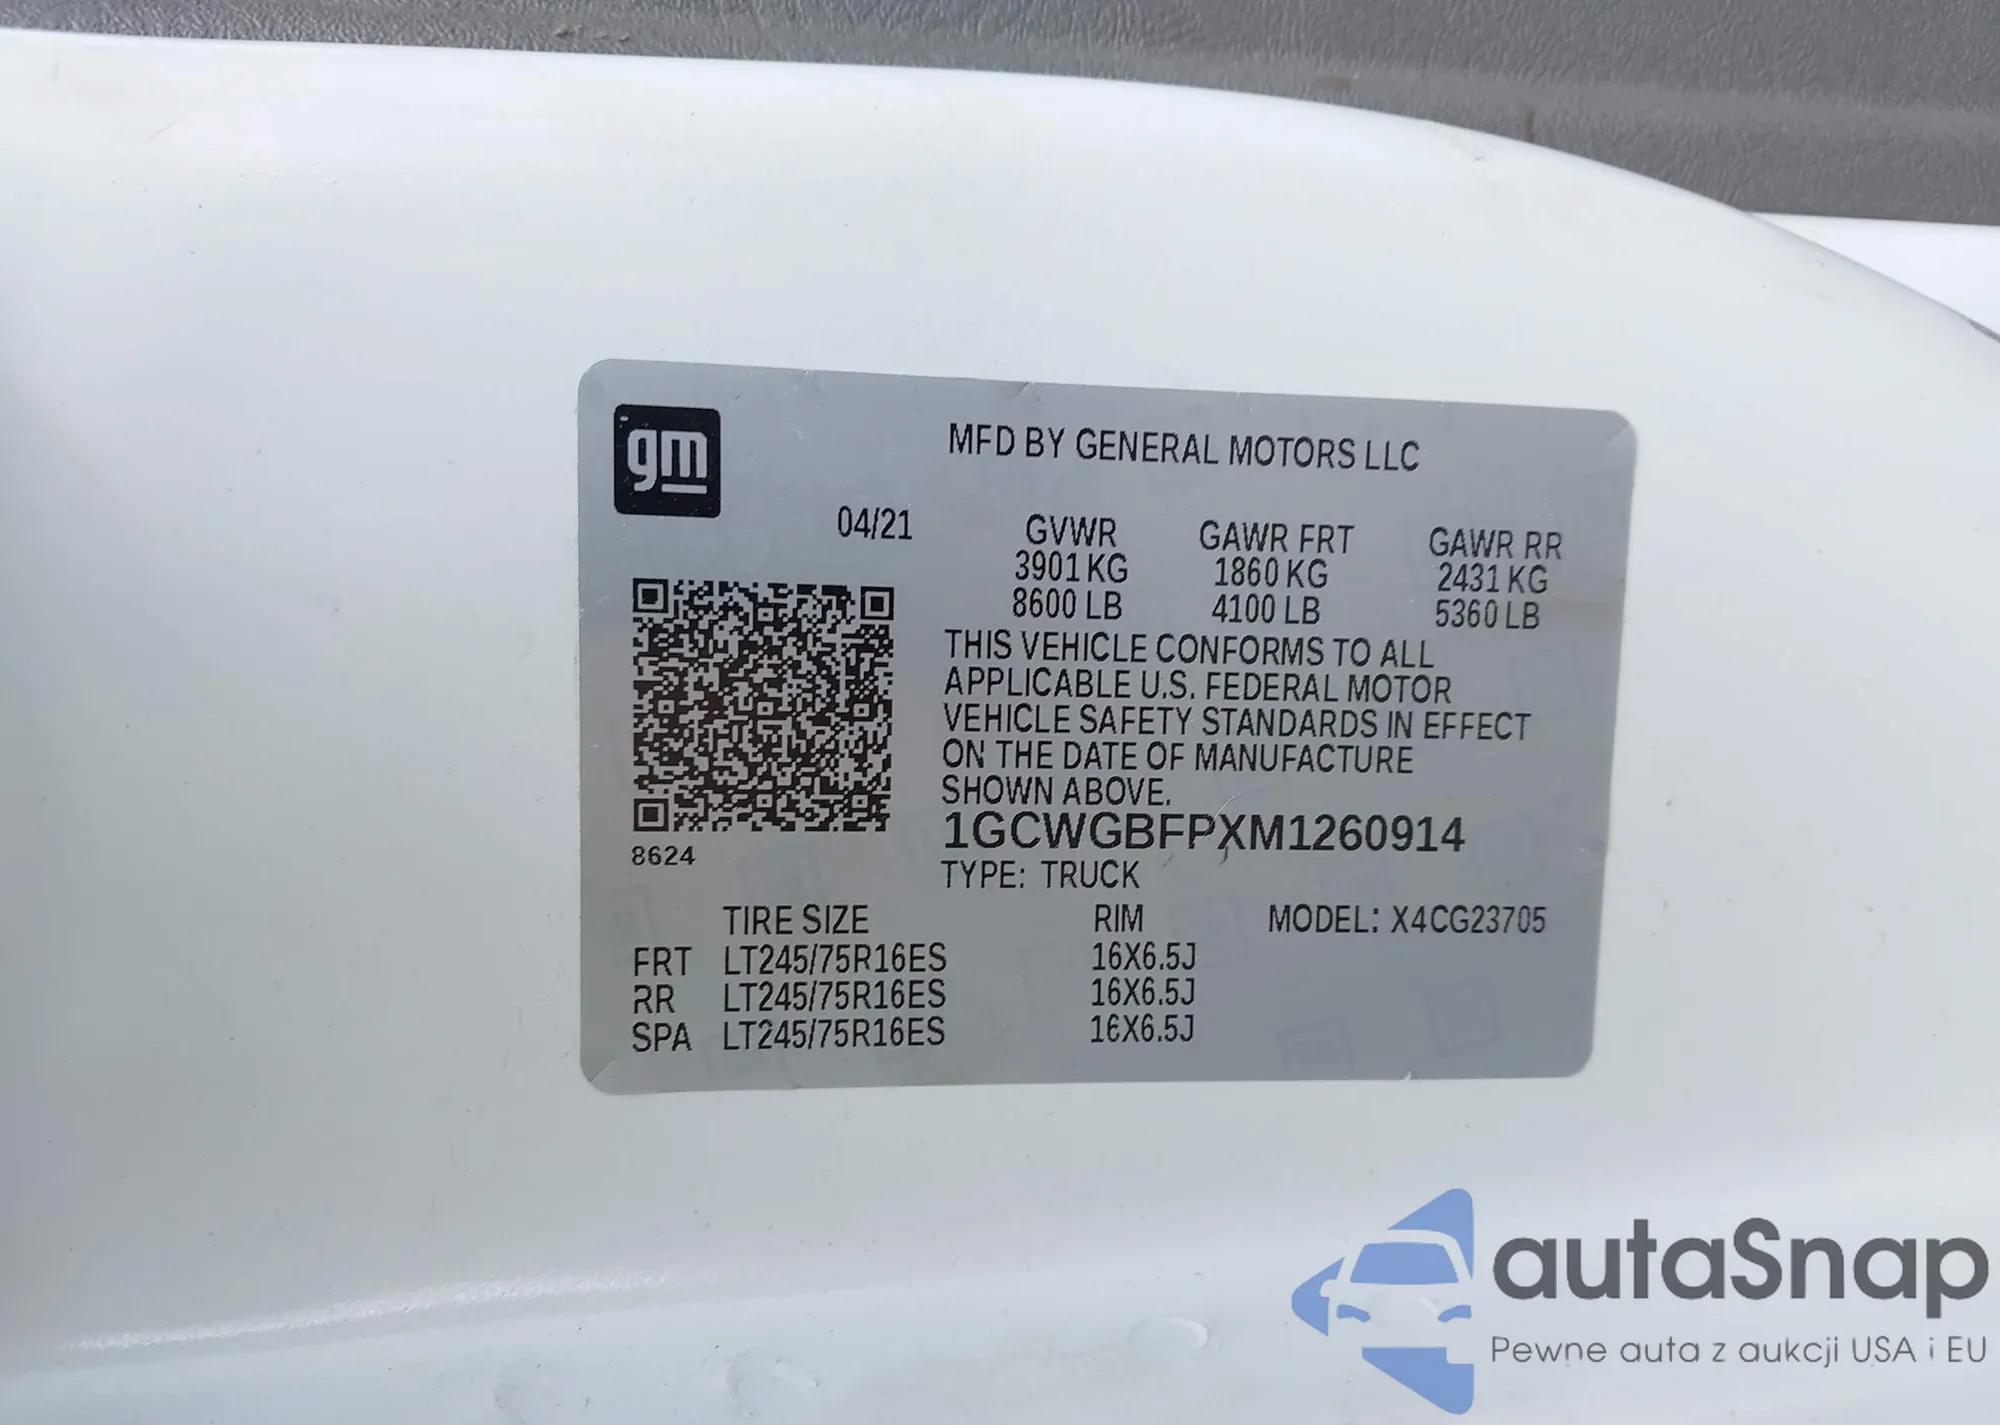 gm
MFD BY GENERAL MOTORS LLC
04/21 GVWR GAWR FRT GAWR RR
3901 KG 1860 KG 2431 KG
8600 LB 4100 LB 5360 LB
THIS VEHICLE CONFORMS TO ALL
APPLICABLE U.S. FEDERAL MOTOR
VEHICLE SAFETY STANDARDS IN EFFECT
ON THE DATE OF MANUFACTURE
SHOWN ABOVE.
1GCWGBFPXM1260914
8624
TYPE: TRUCK
TIRE SIZE RIM MODEL: X4CG23705
FRT LT245/75R16ES 16X6.5J
RR LT245/75R16ES 16X6.5J
SPA LT245/75R16ES 16X6.5J
autaSnap
Pewne auta z aukcji USA i EU